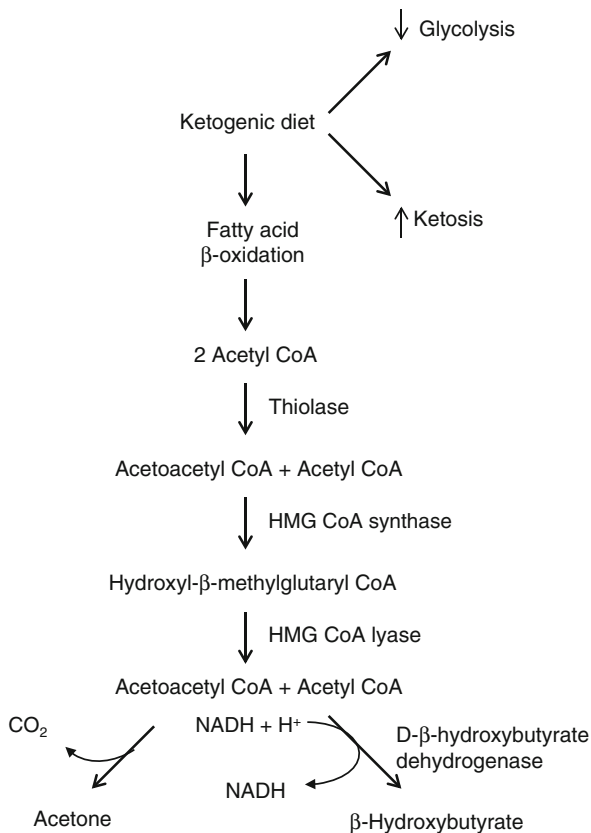 Glycolysis
Ketogenic diet
Ketosis
Fatty acid
β-oxidation
2 Acetyl CoA
Thiolase
Acetoacetyl CoA + Acetyl CoA
HMG CoA synthase
Hydroxyl-β-methylglutaryl CoA
HMG CoA lyase
Acetoacetyl CoA + Acetyl CoA
CO₂
NADH + H⁺
D-β-hydroxybutyrate
dehydrogenase
NADH
Acetone
β-Hydroxybutyrate